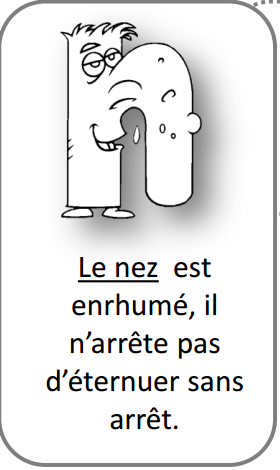 Le nez est
enrhumé, il
n’arrête pas
d’éternuer sans
arrêt.